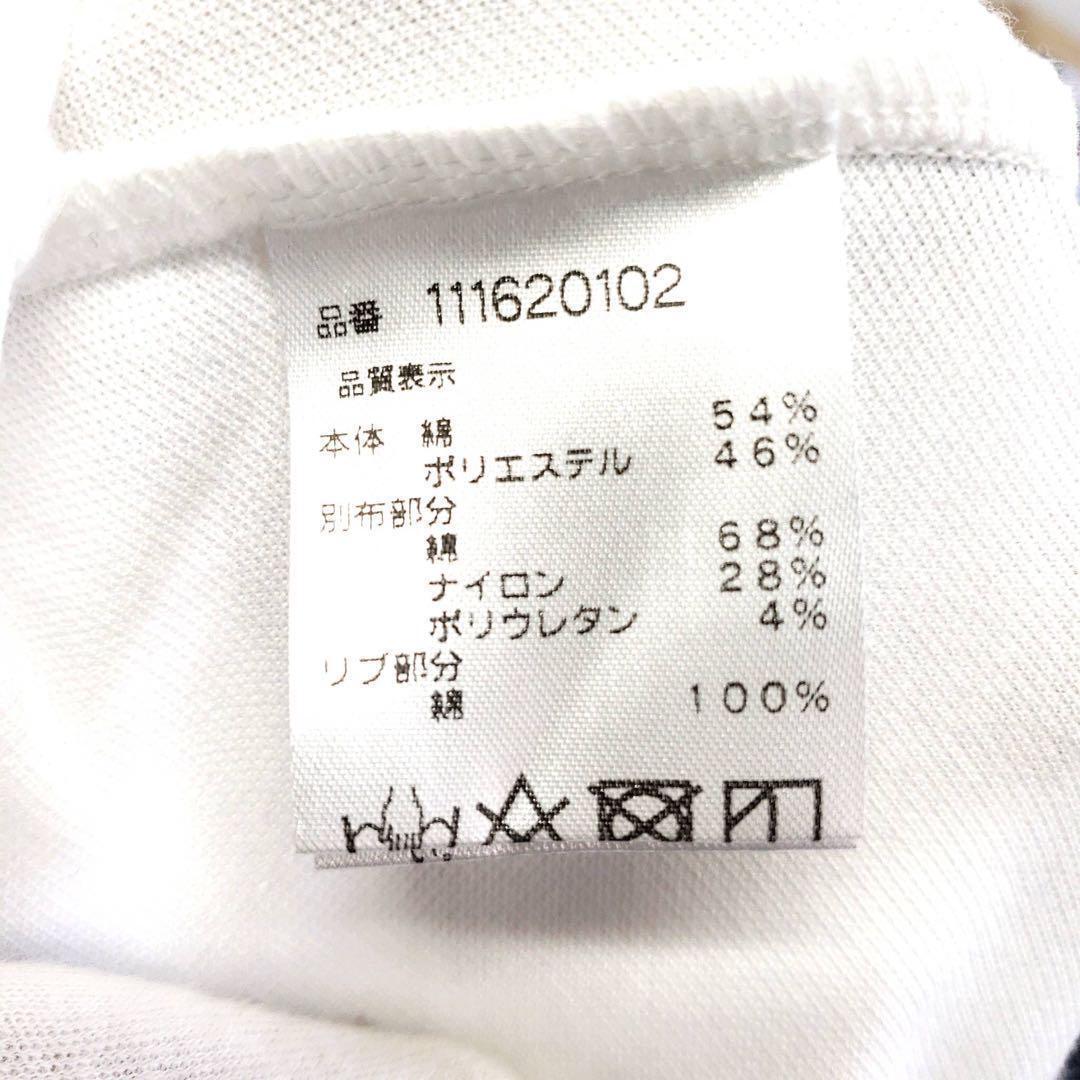 品番 111620102
品質表示
本体 綿 54%
ポリエステル 46%
別布部分
綿 68%
ナイロン 28%
ポリウレタン 4%
リブ部分
綿 100%